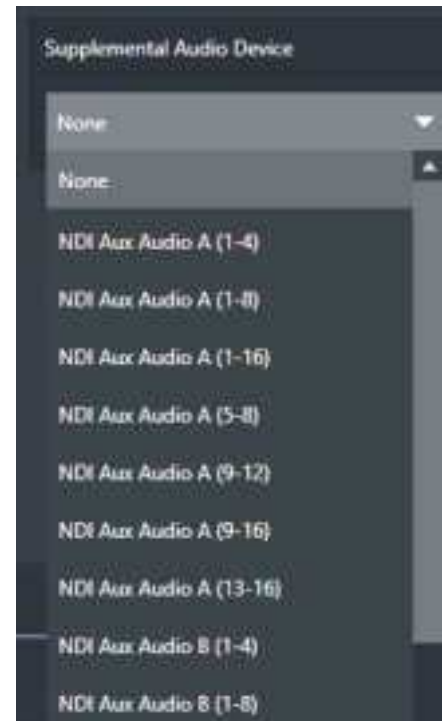 Supplemental Audio Device
None
None
NDI Aux Audio A (1-4)
NDI Aux Audio A (1-8)
NDI Aux Audio A (1-16)
NDI Aux Audio A (5-8)
NDI Aux Audio A (9-12)
NDI Aux Audio A (9-16)
NDI Aux Audio A (13-16)
NDI Aux Audio B (1-4)
NDI Aux Audio B (1-8)